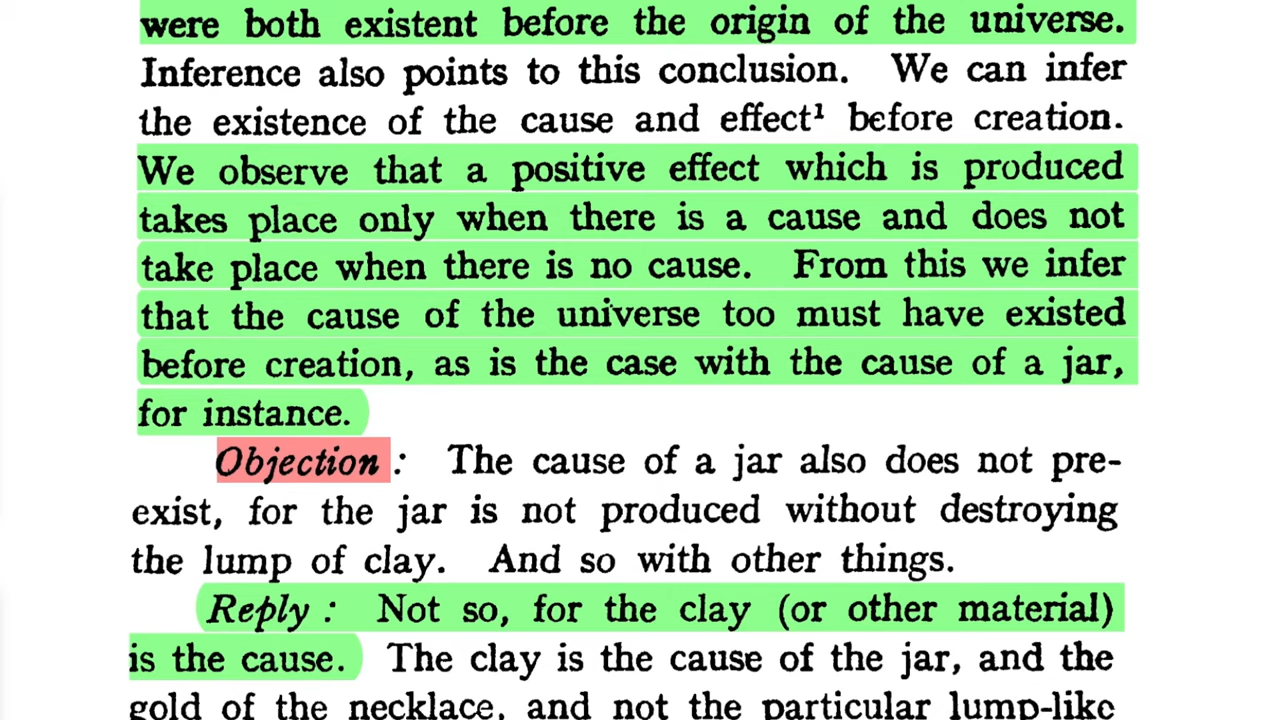 were both existent before the origin of the universe.
Inference also points to this conclusion. We can infer
the existence of the cause and effect¹ before creation.
We observe that a positive effect which is produced
takes place only when there is a cause and does not
take place when there is no cause. From this we infer
that the cause of the universe too must have existed
before creation, as is the case with the cause of a jar,
for instance.
Objection : The cause of a jar also does not pre-
exist, for the jar is not produced without destroying
the lump of clay. And so with other things.
Reply : Not so, for the clay (or other material)
is the cause. The clay is the cause of the jar, and the
gold of the necklace, and not the particular lump-like